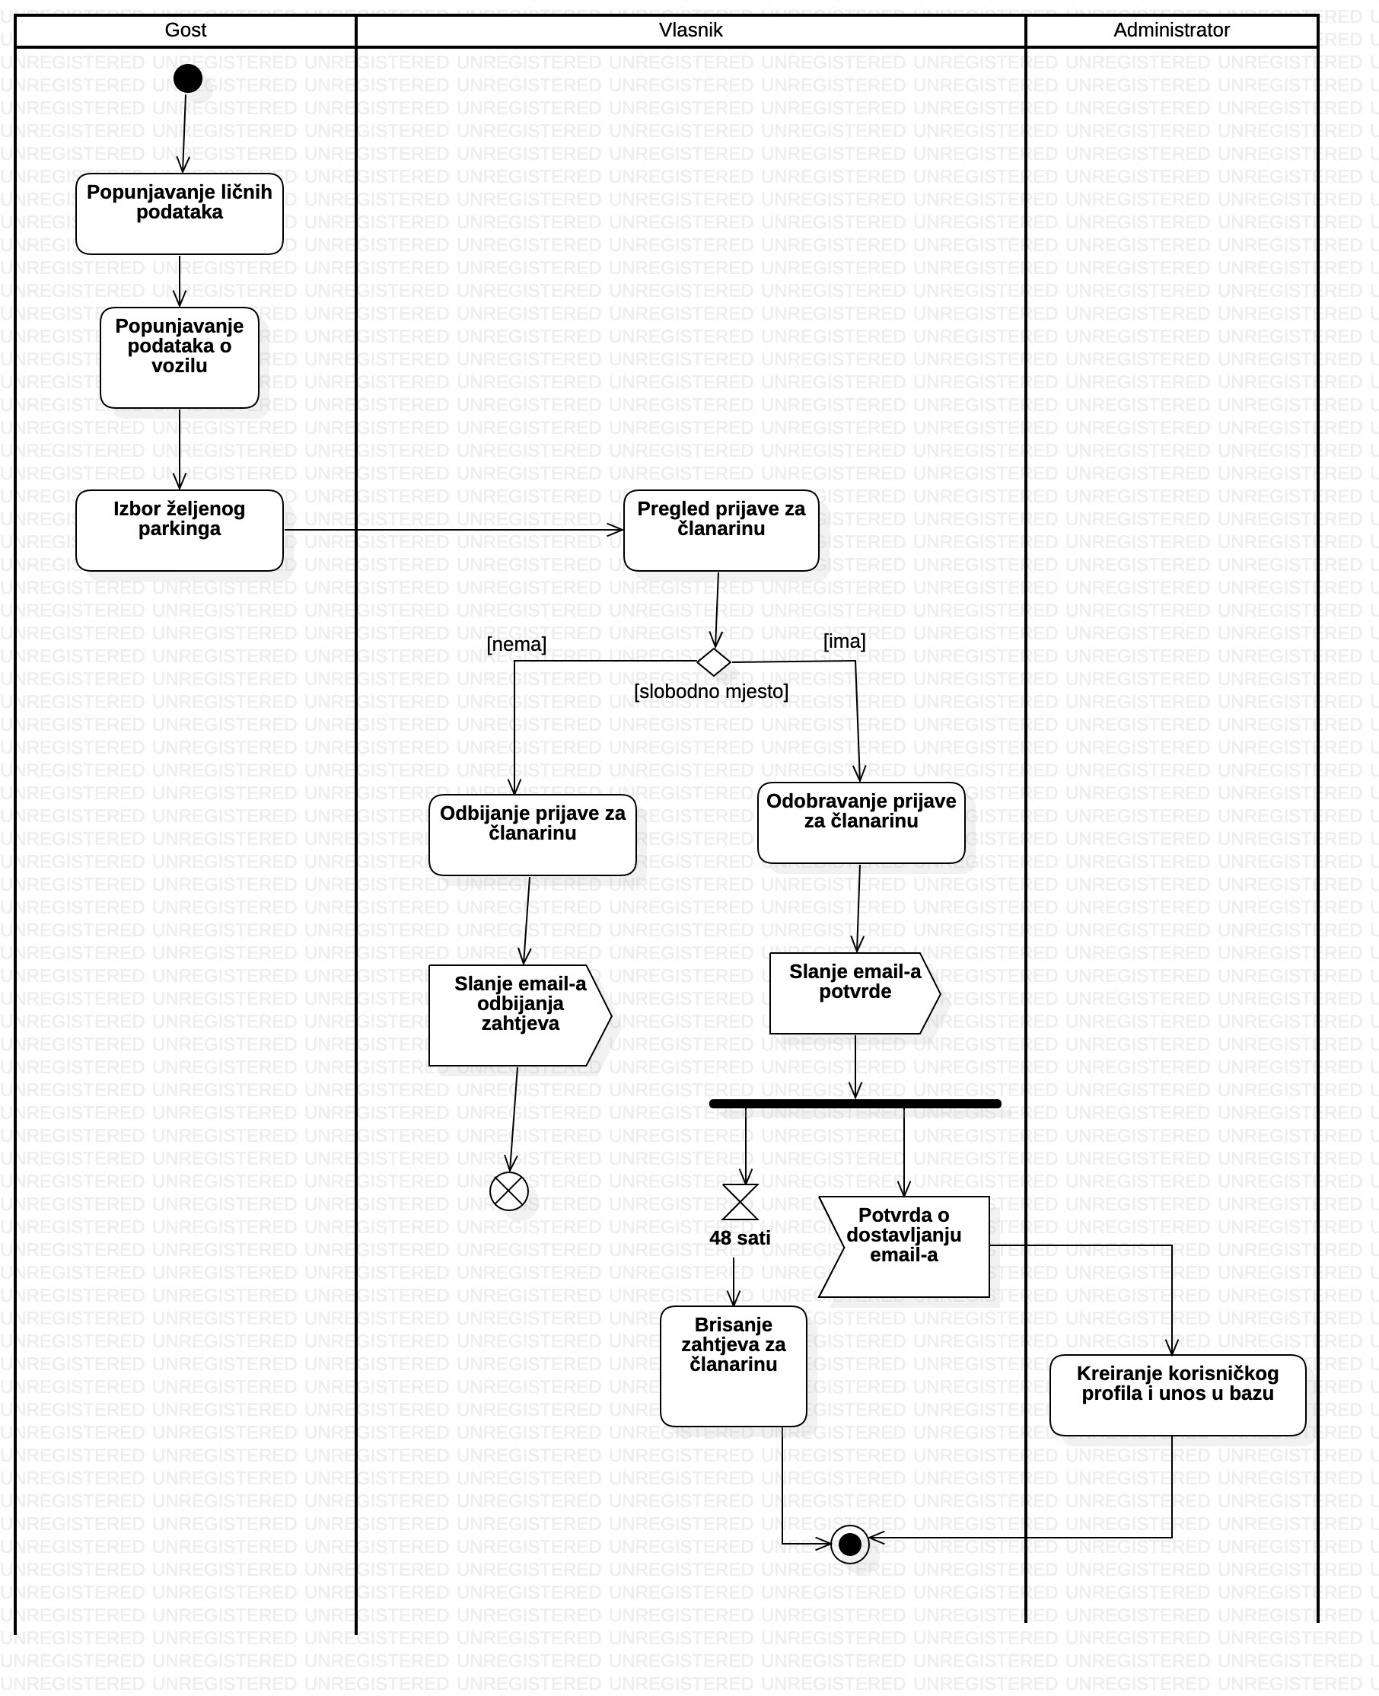 Gost
Vlasnik
Administrator
Popunjavanje ličnih
podataka
Popunjavanje
podataka o
vozilu
Izbor željenog
parkinga
Pregled prijave za
članarinu
[nema]
[ima]
[slobodno mjesto]
Odbijanje prijave za
članarinu
Odobravanje prijave
za članarinu
Slanje email-a
odbijanja
zahtjeva
Slanje email-a
potvrde
48 sati
Potvrda o
dostavljanju
email-a
Brisanje
zahtjeva za
članarinu
Kreiranje korisničkog
profila i unos u bazu
UNREGISTERED